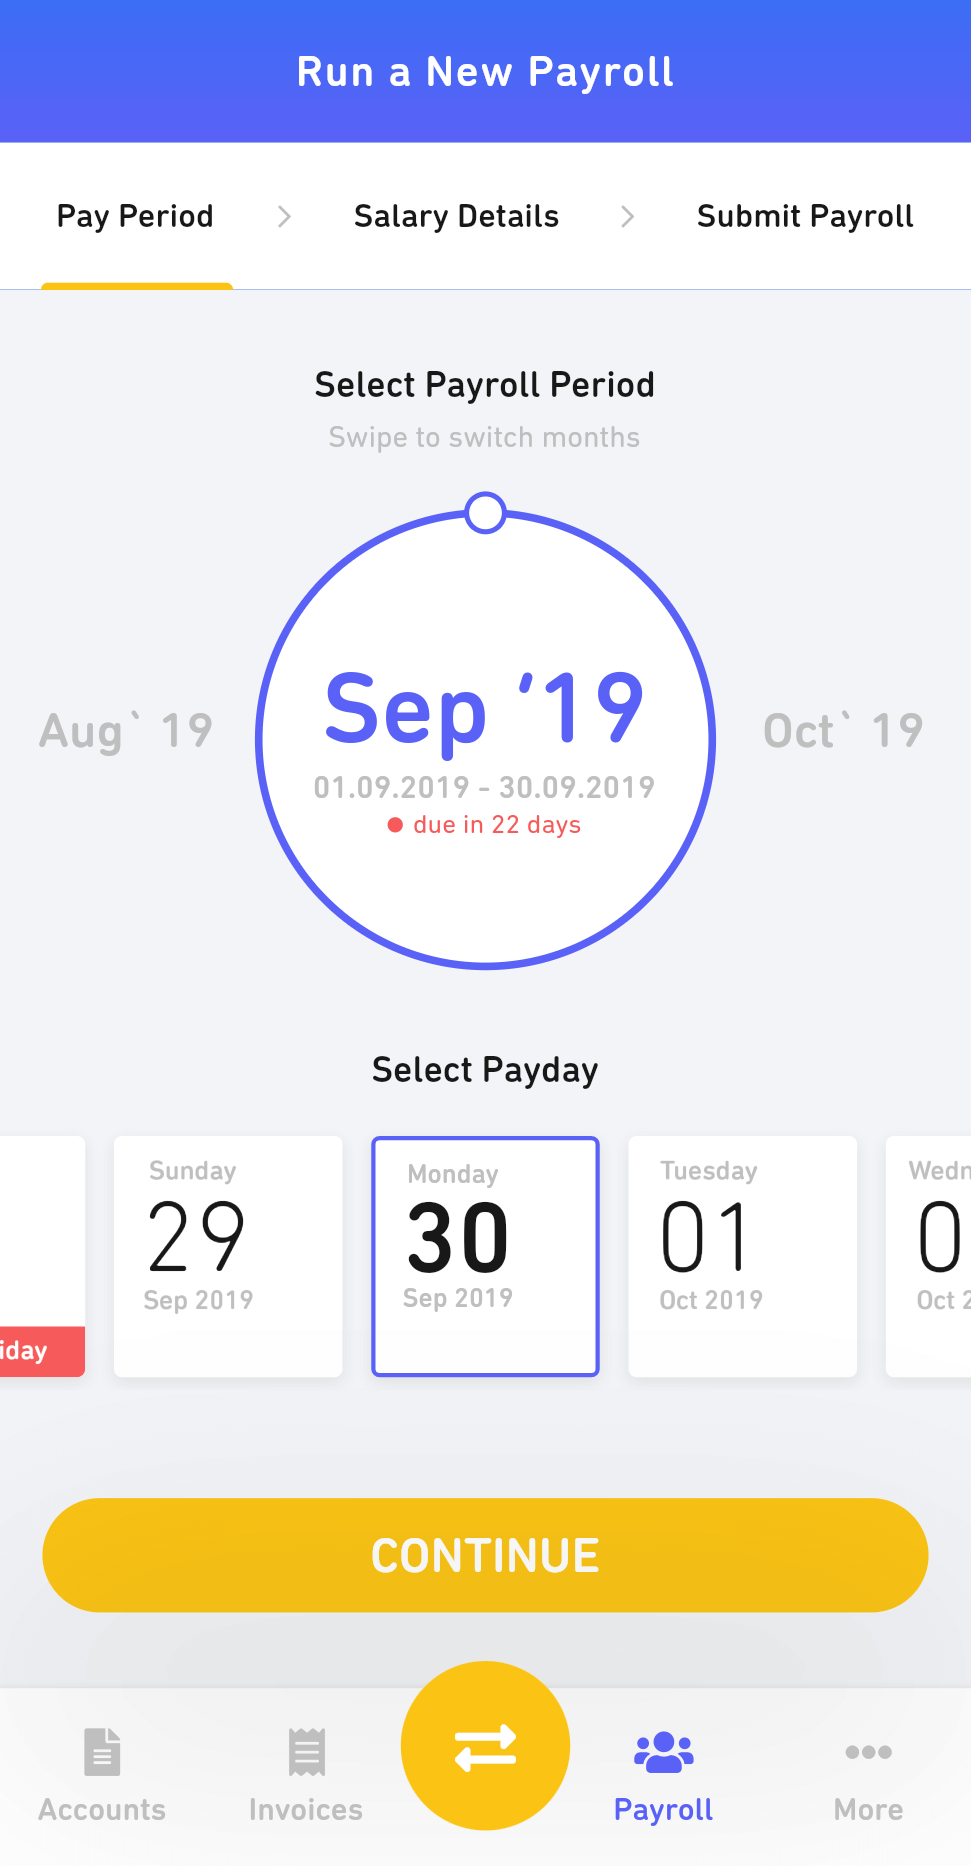 Run a New Payroll
Pay Period > Salary Details > Submit Payroll
Select Payroll Period
Swipe to switch months
Aug` 19
Sep ’19
01.09.2019 - 30.09.2019
due in 22 days
Oct` 19
Select Payday
iday
Sunday
29
Sep 2019
Monday
30
Sep 2019
Tuesday
01
Oct 2019
Wedn
0
Oct 2
CONTINUE
Accounts
Invoices
Payroll
More